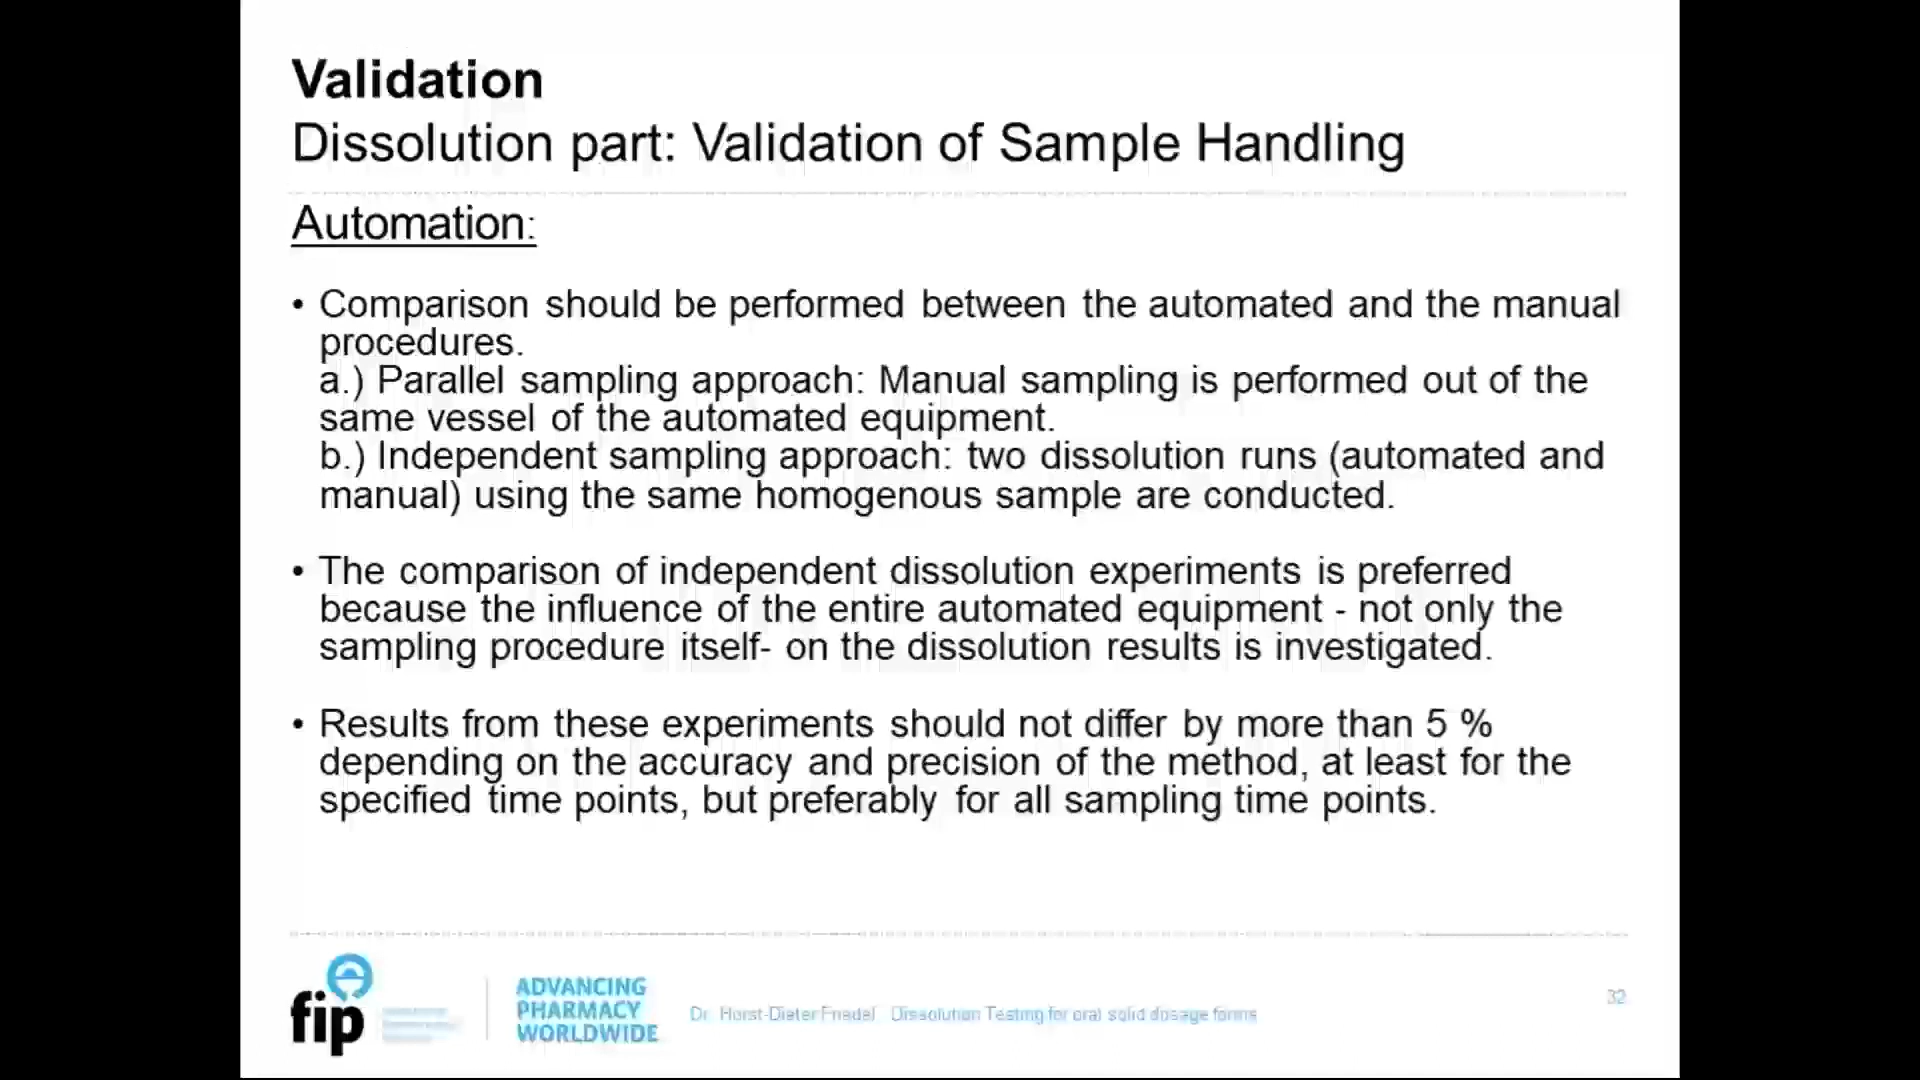 Validation
Dissolution part: Validation of Sample Handling
Automation:
• Comparison should be performed between the automated and the manual
procedures.
a.) Parallel sampling approach: Manual sampling is performed out of the
same vessel of the automated equipment.
b.) Independent sampling approach: two dissolution runs (automated and
manual) using the same homogenous sample are conducted.
• The comparison of independent dissolution experiments is preferred
because the influence of the entire automated equipment - not only the
sampling procedure itself- on the dissolution results is investigated.
• Results from these experiments should not differ by more than 5 %
depending on the accuracy and precision of the method, at least for the
specified time points, but preferably for all sampling time points.
fip
ADVANCING
PHARMACY
WORLDWIDE
Dr. Horst-Dieter Friedel Dissolution Testing for oral solid dosage forms
32